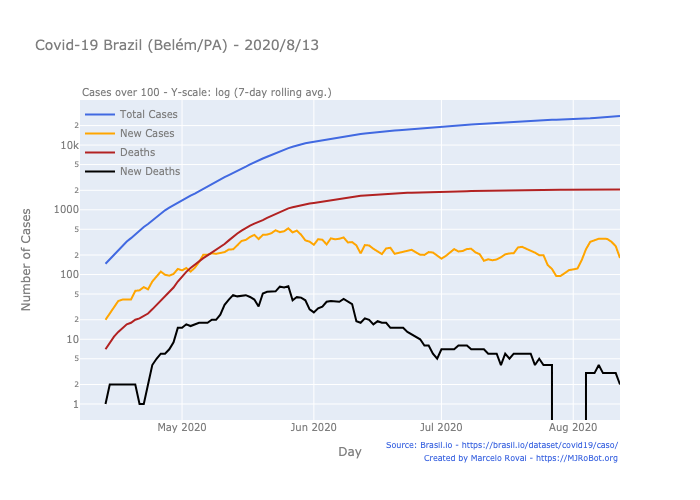 Covid-19 Brazil (Belém/PA) - 2020/8/13
Cases over 100 - Y-scale: log (7-day rolling avg.)
Total Cases
New Cases
Deaths
New Deaths
2
10k
5
2
1000
5
2
100
5
2
10
5
2
1
Number of Cases
May 2020
Jun 2020
Jul 2020
Aug 2020
Day
Source: Brasil.io - https://brasil.io/dataset/covid19/caso/
Created by Marcelo Rovai - https://MJRoBot.org